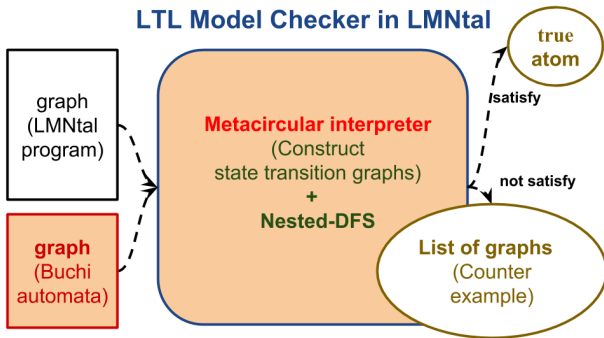 LTL Model Checker in LMNtal
graph
(LMNtal
program)
graph
(Buchi
automata)
Metacircular interpreter
(Construct
state transition graphs)
+
Nested-DFS
true
atom
satisfy
not satisfy
List of graphs
(Counter
example)